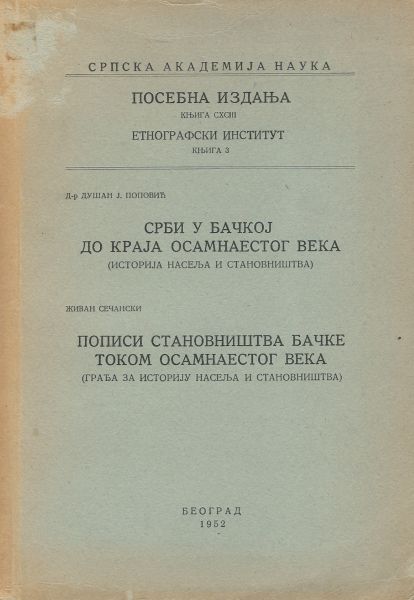 СРПСКА АКАДЕМИЈА НАУКА
ПОСЕБНА ИЗДАЊА
КЊИГА CXCIII
ЕТНОГРАФСКИ ИНСТИТУТ
КЊИГА 3
Д-р ДУШАН Ј. ПОПОВИЋ
СРБИ У БАЧКОЈ
ДО КРАЈА ОСАМНАЕСТОГ ВЕКА
(ИСТОРИЈА НАСЕЉА И СТАНОВНИШТВА)
ЖИВАН СЕЧАНСКИ
ПОПИСИ СТАНОВНИШТВА БАЧКЕ
ТОКОМ ОСАМНАЕСТОГ ВЕКА
(ГРАЂА ЗА ИСТОРИЈУ НАСЕЉА И СТАНОВНИШТВА)
БЕОГРАД
1952